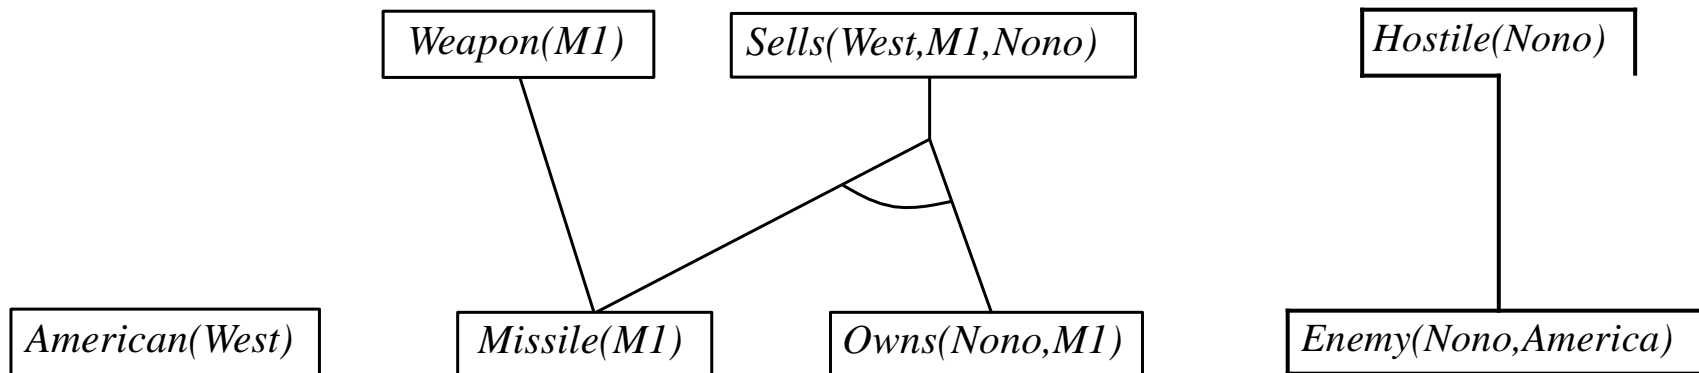 Weapon(M1)
Sells(West,M1,Nono)
Hostile(Nono)
American(West)
Missile(M1)
Owns(Nono,M1)
Enemy(Nono,America)